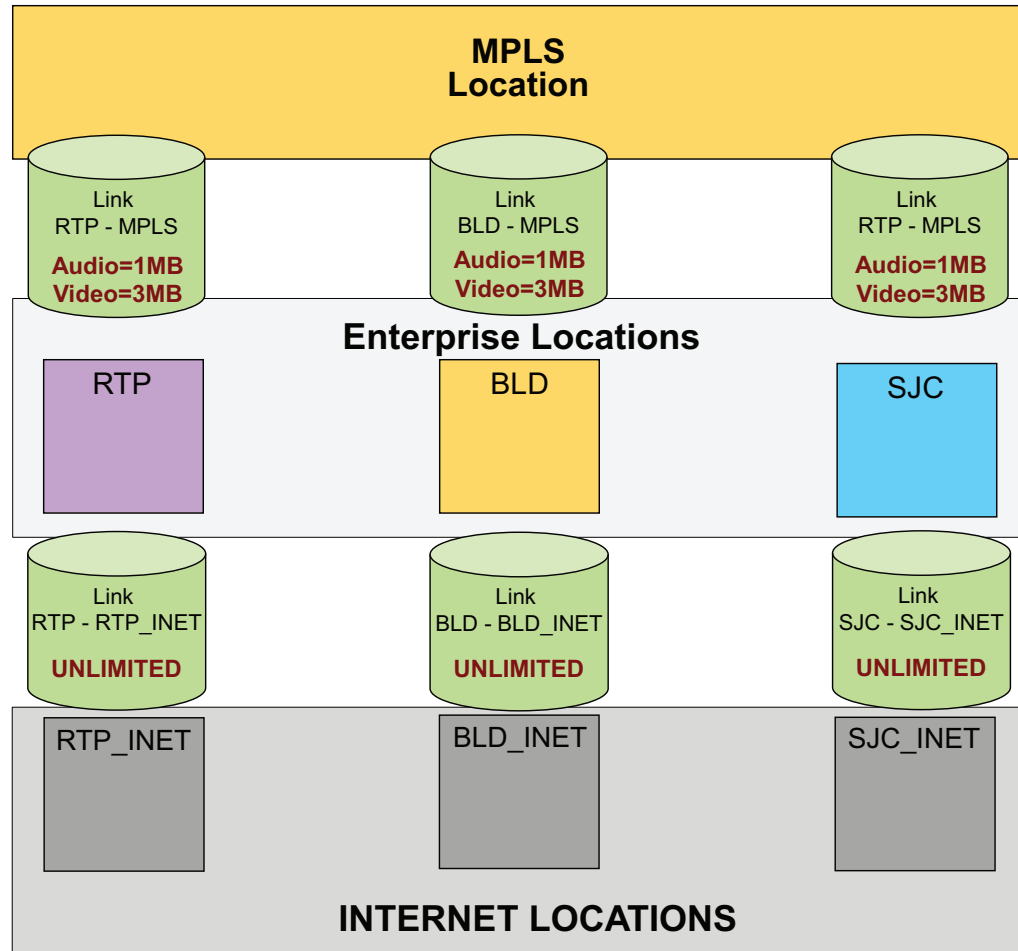 MPLS
Location
Link
RTP - MPLS
Audio=1MB
Video=3MB
Link
BLD - MPLS
Audio=1MB
Video=3MB
Link
RTP - MPLS
Audio=1MB
Video=3MB
Enterprise Locations
RTP
BLD
SJC
Link
RTP - RTP_INET
UNLIMITED
Link
BLD - BLD_INET
UNLIMITED
Link
SJC - SJC_INET
UNLIMITED
RTP_INET
BLD_INET
SJC_INET
INTERNET LOCATIONS